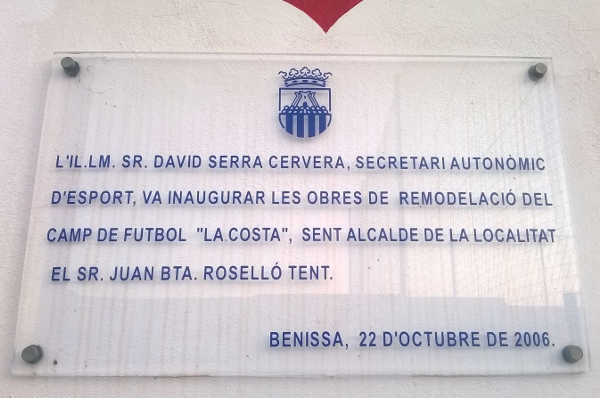 L'IL.LM. SR. DAVID SERRA CERVERA, SECRETARI AUTONÒMIC
D'ESPORT, VA INAUGURAR LES OBRES DE REMODELACIÓ DEL
CAMP DE FUTBOL "LA COSTA", SENT ALCALDE DE LA LOCALITAT
EL SR. JUAN BTA. ROSELLÓ TENT.
BENISSA, 22 D'OCTUBRE DE 2006.